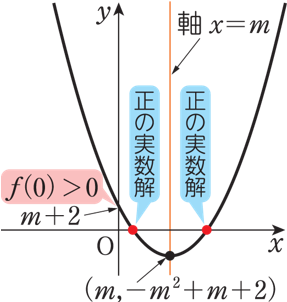 y
軸 x=m
正の実数解
正の実数解
f(0)>0
m+2
O
x
(m, −m²+m+2)